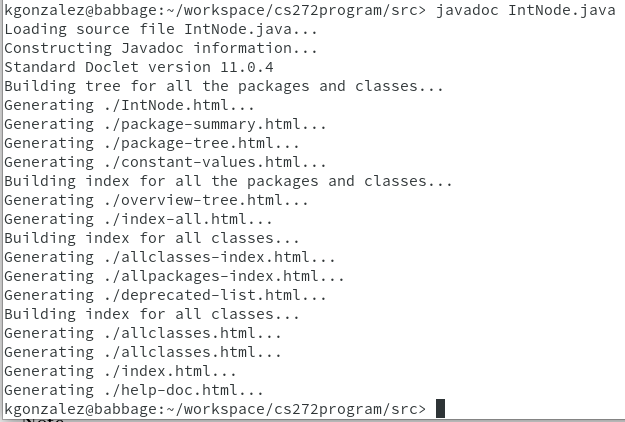 kgonzalez@babbage:~/workspace/cs272program/src> javadoc IntNode.java
Loading source file IntNode.java...
Constructing Javadoc information...
Standard Doclet version 11.0.4
Building tree for all the packages and classes...
Generating ./IntNode.html...
Generating ./package-summary.html...
Generating ./package-tree.html...
Generating ./constant-values.html...
Building index for all the packages and classes...
Generating ./overview-tree.html...
Generating ./index-all.html...
Building index for all classes...
Generating ./allclasses-index.html...
Generating ./allpackages-index.html...
Generating ./deprecated-list.html...
Building index for all classes...
Generating ./allclasses.html...
Generating ./allclasses.html...
Generating ./index.html...
Generating ./help-doc.html...
kgonzalez@babbage:~/workspace/cs272program/src>